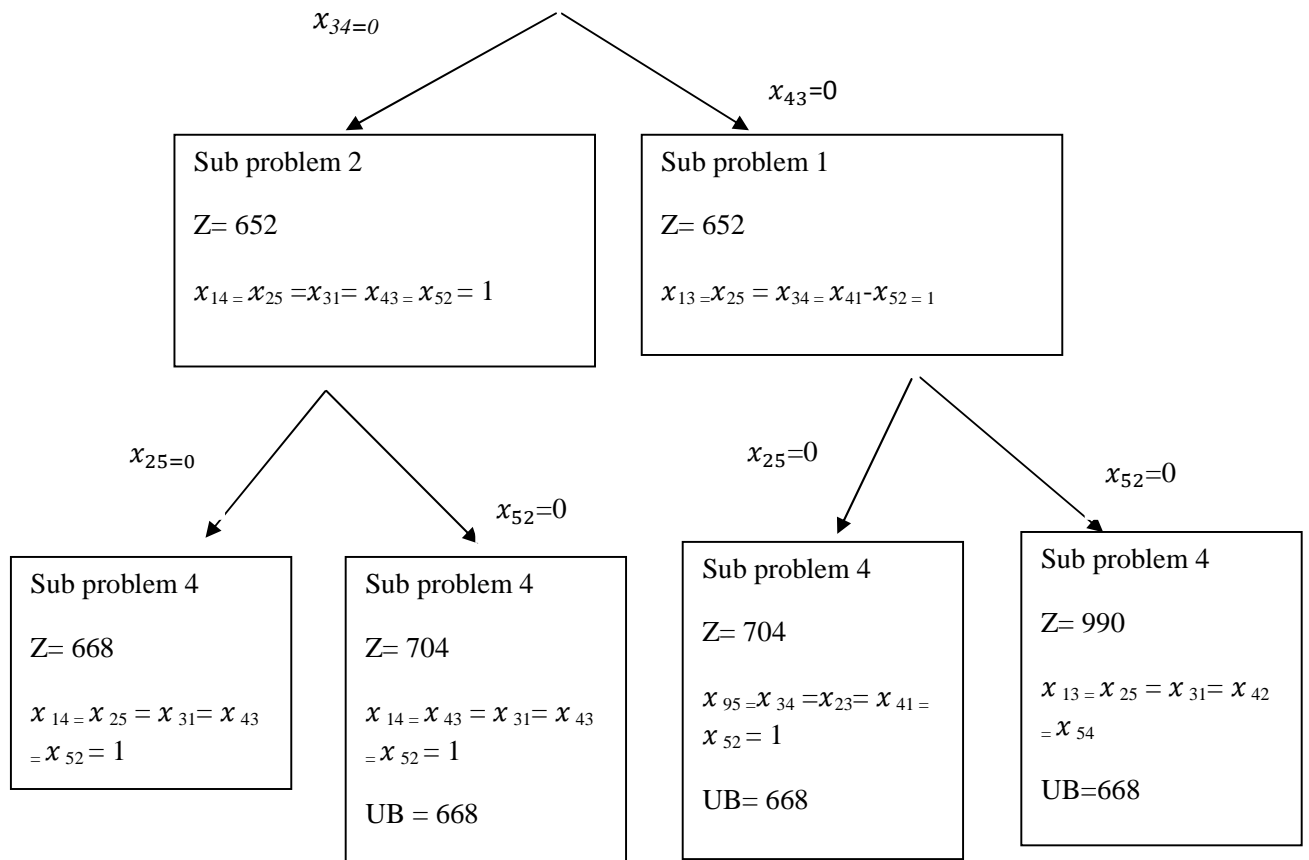 x34=0
x43=0
Sub problem 2
Z= 652
x14 = x25 =x31= x43 = x52 = 1
Sub problem 1
Z= 652
x13 =x25 = x34 = x41-x52 = 1
x25=0
x52=0
x25=0
x52=0
Sub problem 4
Z= 668
x 14 = x 25 = x 31= x 43
= x 52 = 1
Sub problem 4
Z= 704
x 14 = x 43 = x 31= x 43
= x 52 = 1
UB = 668
Sub problem 4
Z= 704
x 95 =x 34 =x23= x 41 =
x 52 = 1
UB= 668
Sub problem 4
Z= 990
x 13 = x 25 = x 31= x 42
= x 54
UB=668